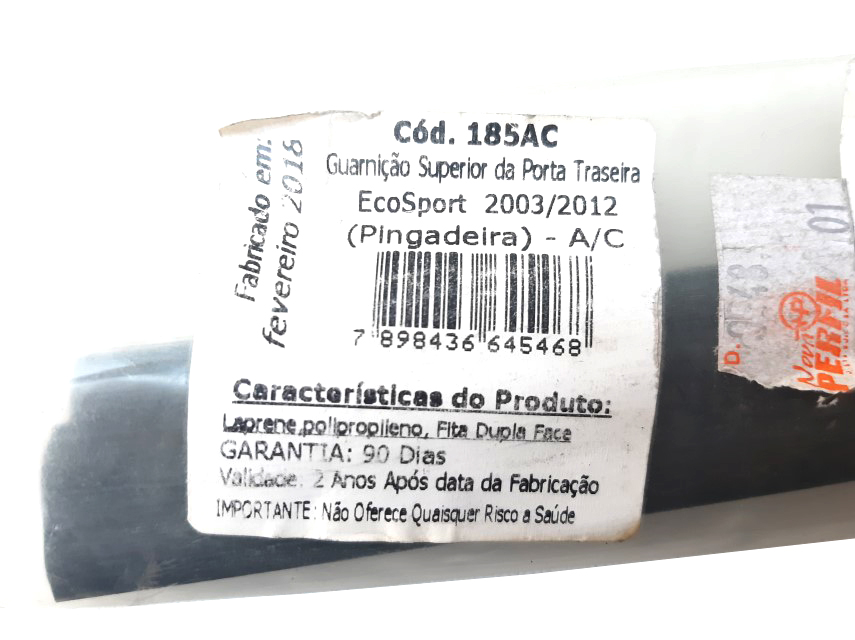 Cód. 185AC
Guarnição Superior da Porta Traseira
EcoSport 2003/2012
(Pingadeira) - A/C
7 898436 645468
Fabricado em:
fevereiro 2018
Características do Produto:
Laprene,polipropileno, Fita Dupla Face
GARANTIA: 90 Dias
Validade: 2 Anos Após data da Fabricação
IMPORTANTE: Não Oferece Quaisquer Risco a Saúde
01
D.
Nova
PERFIL